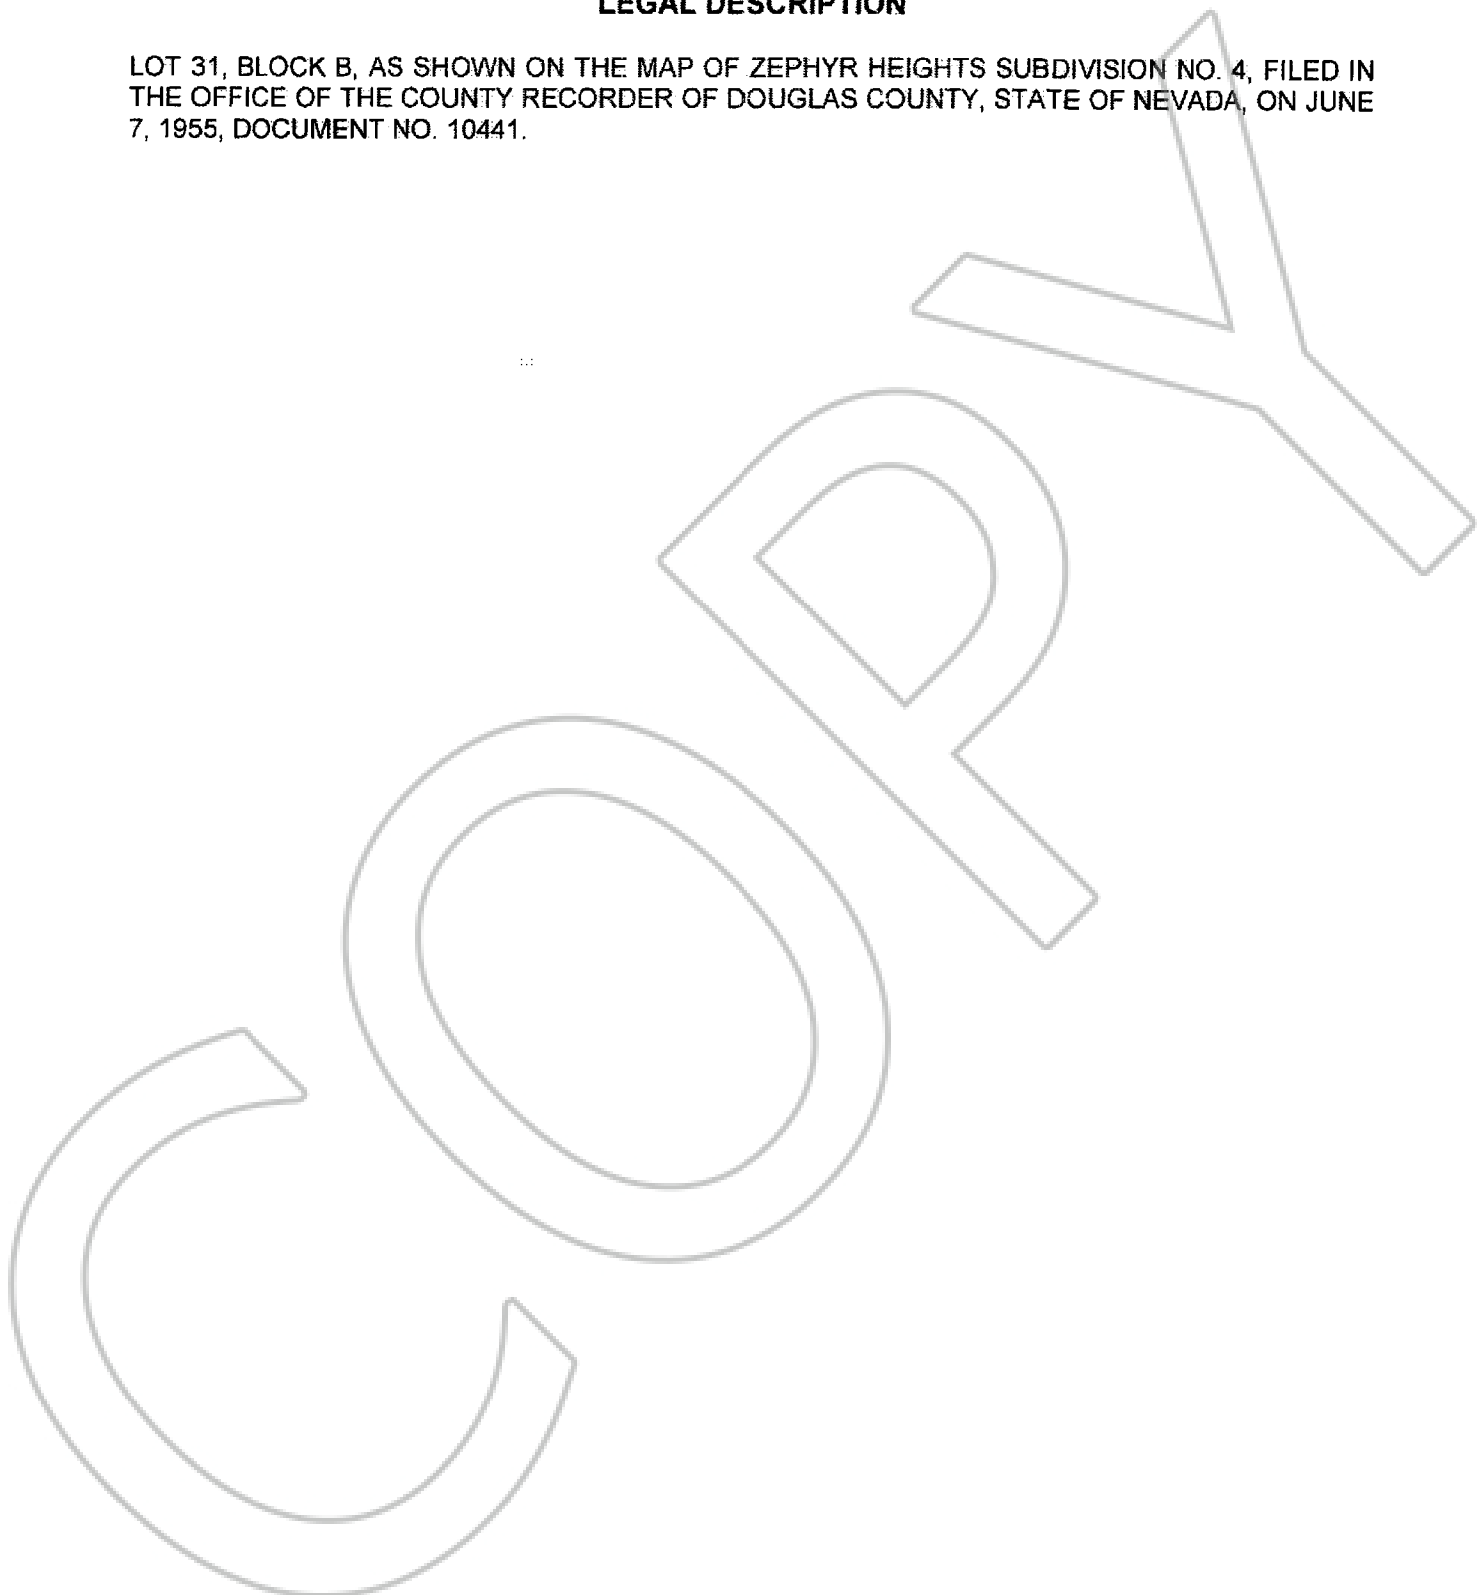 LEGAL DESCRIPTION
LOT 31, BLOCK B, AS SHOWN ON THE MAP OF ZEPHYR HEIGHTS SUBDIVISION NO. 4, FILED IN
THE OFFICE OF THE COUNTY RECORDER OF DOUGLAS COUNTY, STATE OF NEVADA, ON JUNE
7, 1955, DOCUMENT NO. 10441.
COPY